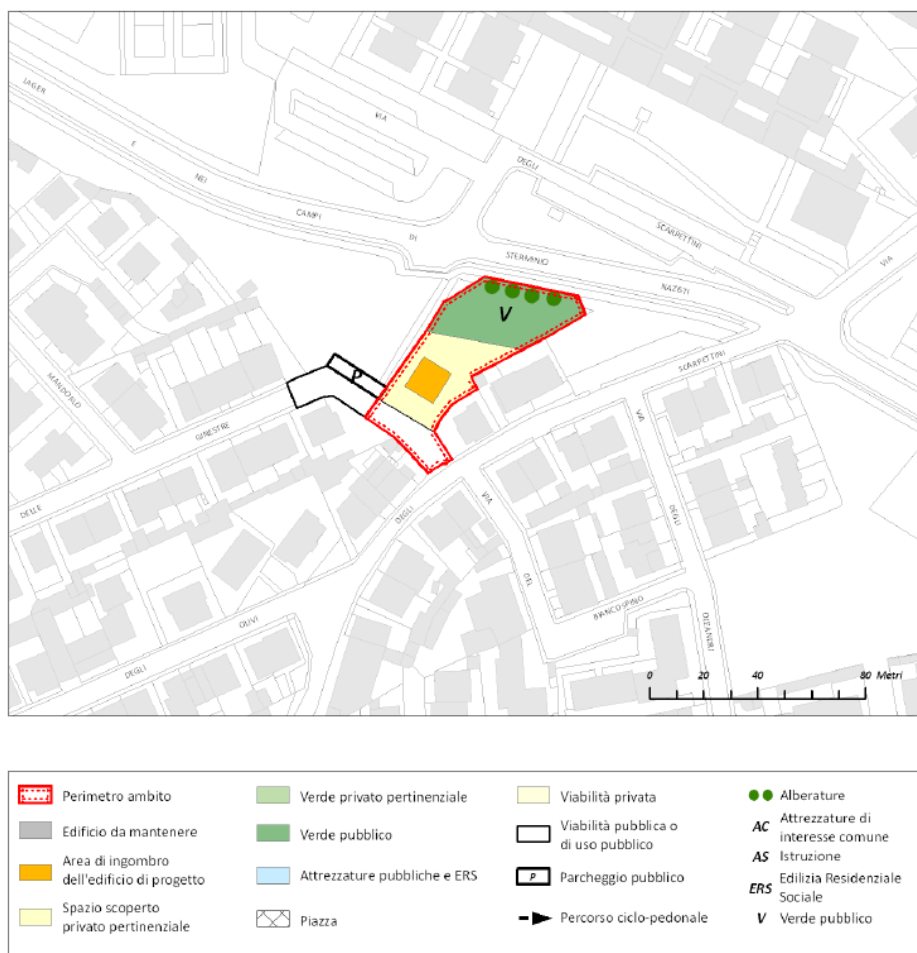 JAGER
E
NEI
CAMPI
DI
STERMINIO
NAZISTI
VIA
DEGLI
SCARPETTINI
VIA
V
P
MANDORLO
GINESTRE
DELLE
SCARPETTINI
VIA
DEGLI
OLEANDRI
DEGLI
VIA
DEL
BIANCOSPINO
DEGLI
OLIVI
0 20 40 80 Metri
Perimetro ambito
Edificio da mantenere
Area di ingombro
dell'edificio di progetto
Spazio scoperto
privato pertinenziale
Verde privato pertinenziale
Verde pubblico
Attrezzature pubbliche e ERS
Piazza
Viabilità privata
Viabilità pubblica o
di uso pubblico
P Parcheggio pubblico
Percorso ciclo-pedonale
Alberature
AC Attrezzature di
interesse comune
AS Istruzione
ERS Edilizia Residenziale
Sociale
V Verde pubblico